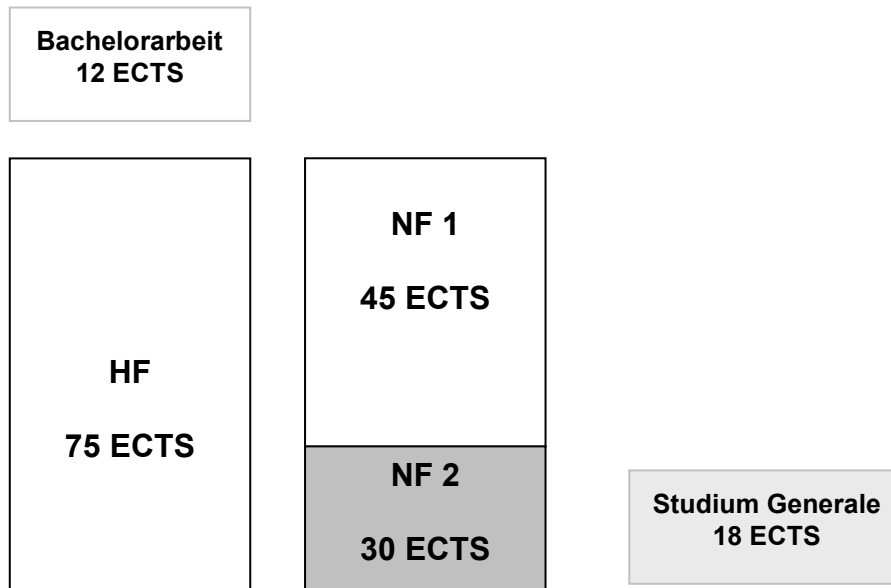 Bachelorarbeit
12 ECTS
HF
75 ECTS
NF 1
45 ECTS
NF 2
30 ECTS
Studium Generale
18 ECTS